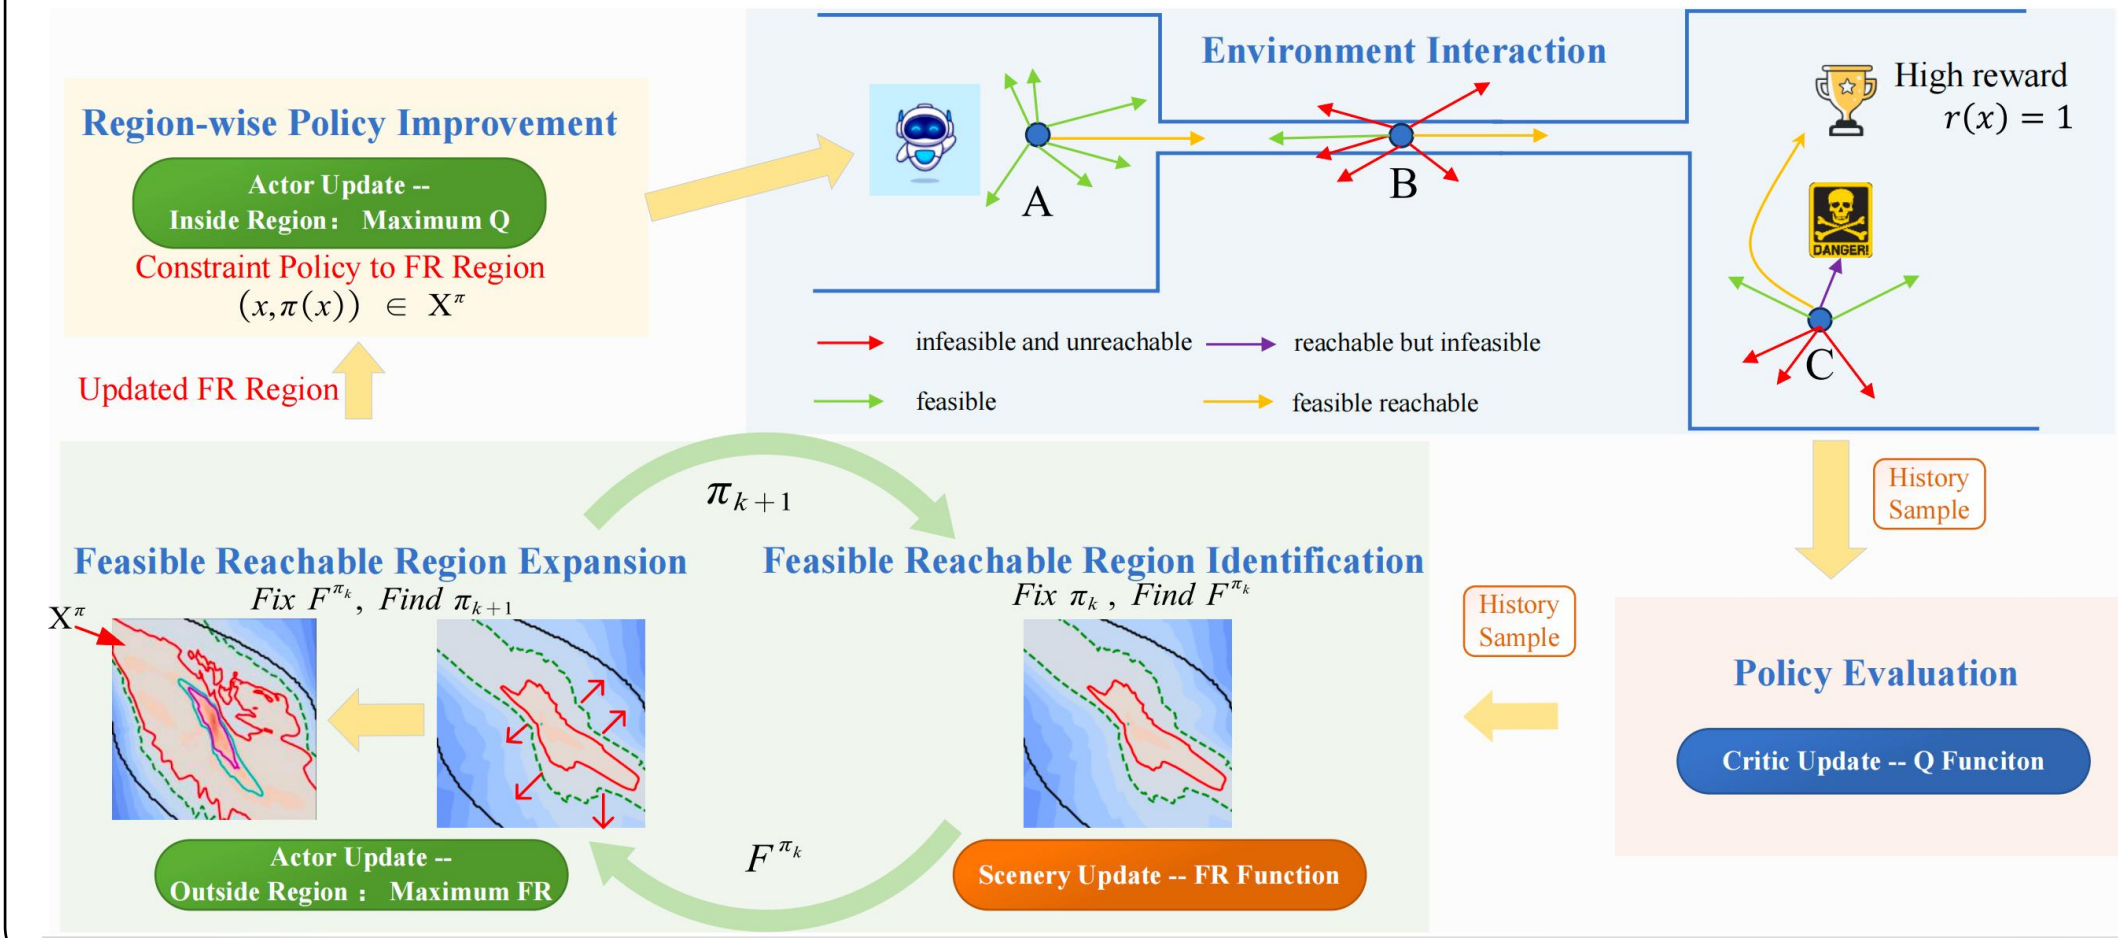 Region-wise Policy Improvement
Actor Update --
Inside Region： Maximum Q
Constraint Policy to FR Region
(x, π(x)) ∈ X^π
Updated FR Region
Environment Interaction
High reward
r(x) = 1
DANGER!
A
B
C
infeasible and unreachable
reachable but infeasible
feasible
feasible reachable
History
Sample
Policy Evaluation
Critic Update -- Q Funciton
History
Sample
π_{k+1}
Feasible Reachable Region Expansion
Fix F^{π_k}, Find π_{k+1}
X^π
Actor Update --
Outside Region： Maximum FR
Feasible Reachable Region Identification
Fix π_k , Find F^{π_k}
Scenery Update -- FR Function
F^{π_k}